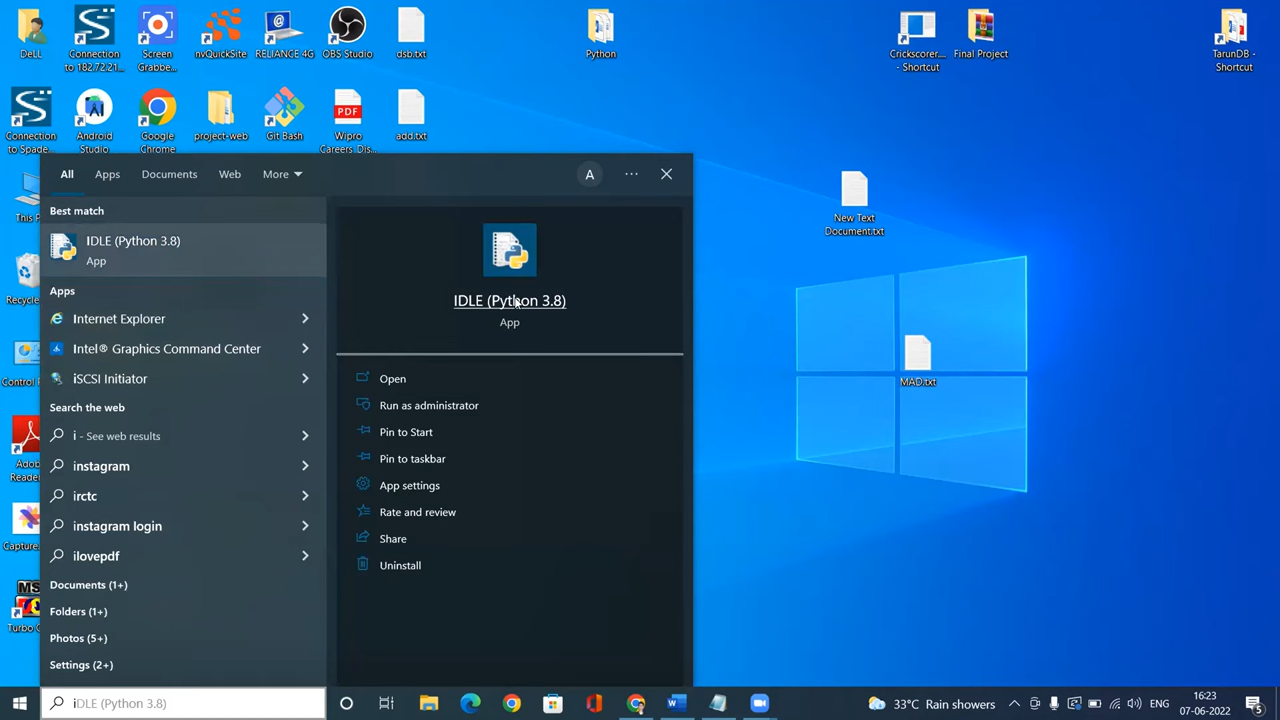 DeLL
Connection
to 182.72.21...
Screen
Grabbe...
nvQuickSite
RELIANCE 4G
OBS Studio
dsb.txt
Python
Crickscorer....
- Shortcut
Final Project
TarunDB -
Shortcut
Connection
to Spade...
Android
Studio
Google
Chrome
project-web
Git Bash
PDF
Wipro
Careers_Dis...
add.txt
All
Apps
Documents
Web
More
A
Best match
IDLE (Python 3.8)
App
Apps
Internet Explorer
Intel® Graphics Command Center
iSCSI Initiator
Search the web
i - See web results
instagram
irctc
instagram login
ilovepdf
Documents (1+)
Folders (1+)
Photos (5+)
Settings (2+)
IDLE (Python 3.8)
App
Open
Run as administrator
Pin to Start
Pin to taskbar
App settings
Rate and review
Share
Uninstall
This P
Recycle
Control
Adob
Reader
Capture
MS
Turbo C
New Text
Document.txt
MAD.txt
iDLE (Python 3.8)
33°C Rain showers
ENG
16:23
07-06-2022
5